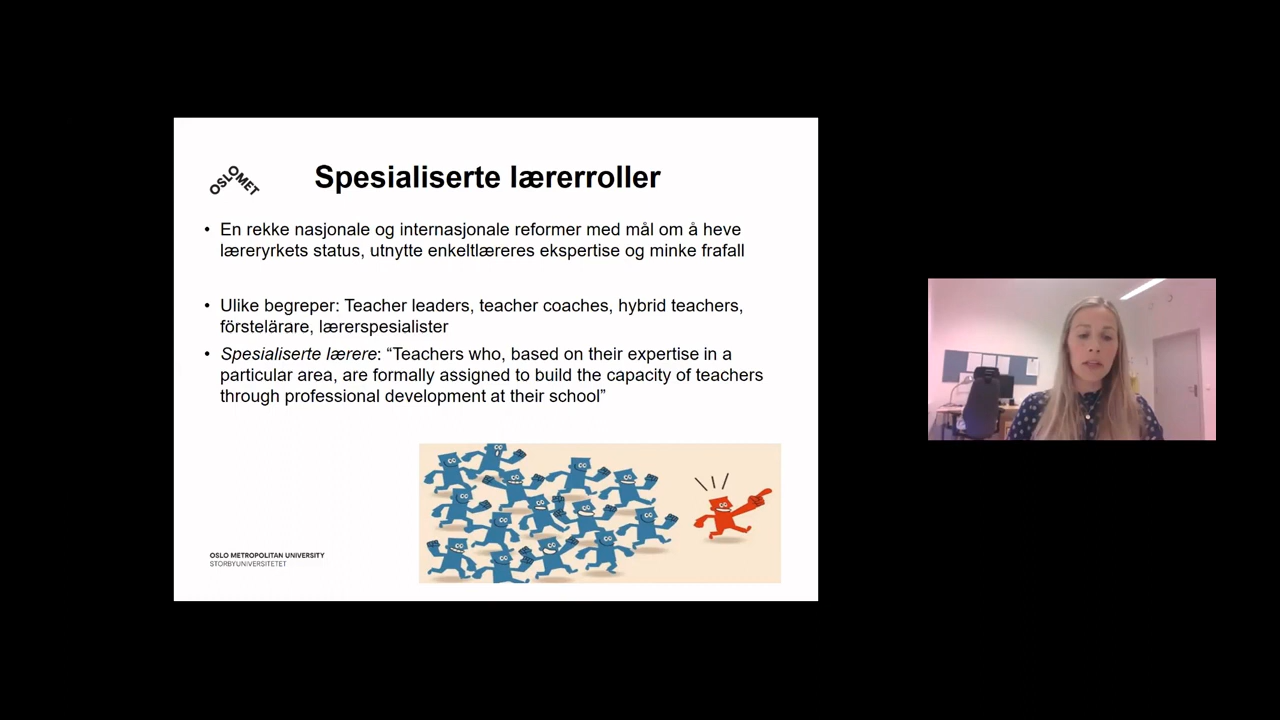 OSLOMET
Spesialiserte lærerroller
• En rekke nasjonale og internasjonale reformer med mål om å heve
læreryrkets status, utnytte enkeltlæreres ekspertise og minke frafall
• Ulike begreper: Teacher leaders, teacher coaches, hybrid teachers,
förstelärare, lærerspesialister
• Spesialiserte lærere: “Teachers who, based on their expertise in a
particular area, are formally assigned to build the capacity of teachers
through professional development at their school”
OSLO METROPOLITAN UNIVERSITY
STORBYUNIVERSITETET